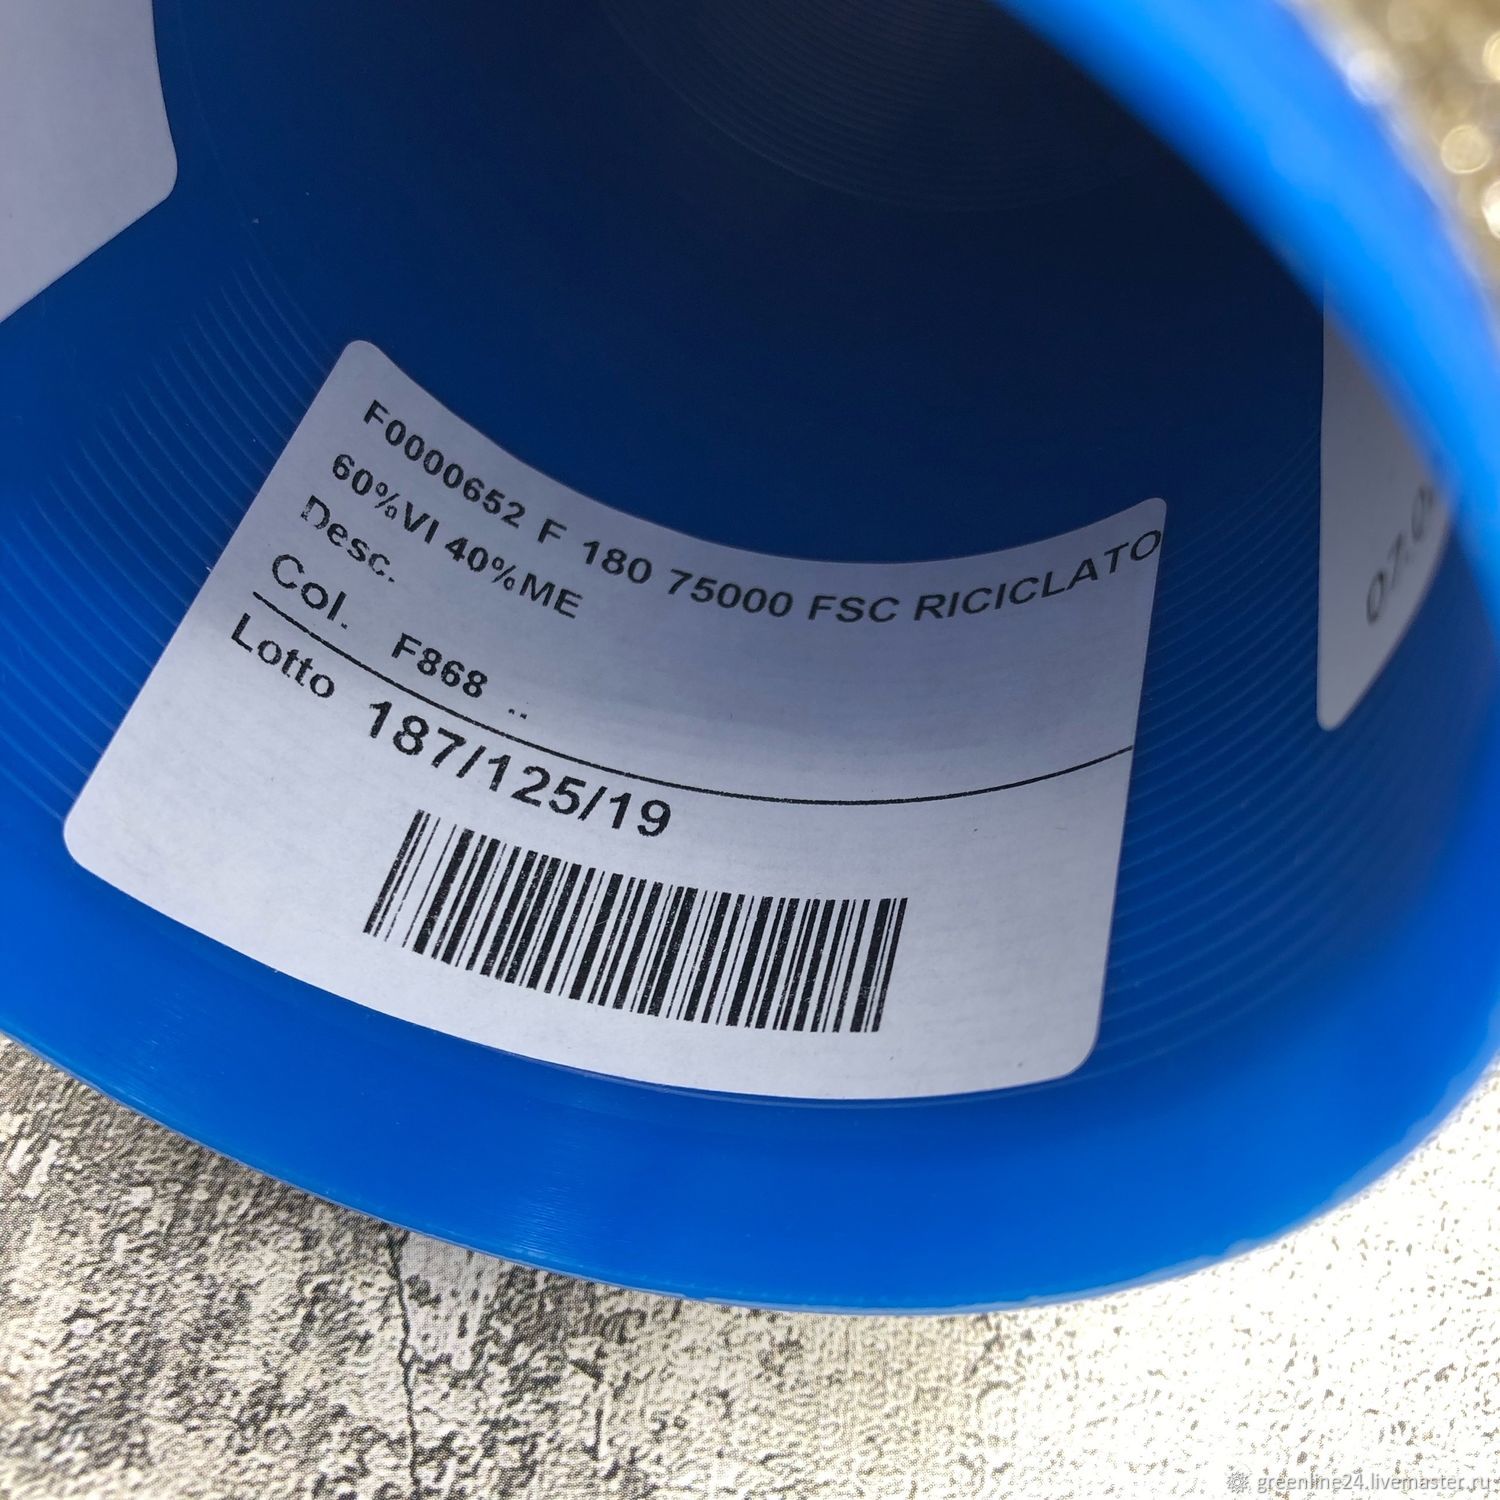 F0000652 F 180 75000 FSC RICICLATO
60%VI 40%ME
Desc.
Col. F868 ..
Lotto 187/125/19
greenline24.livemaster.ru